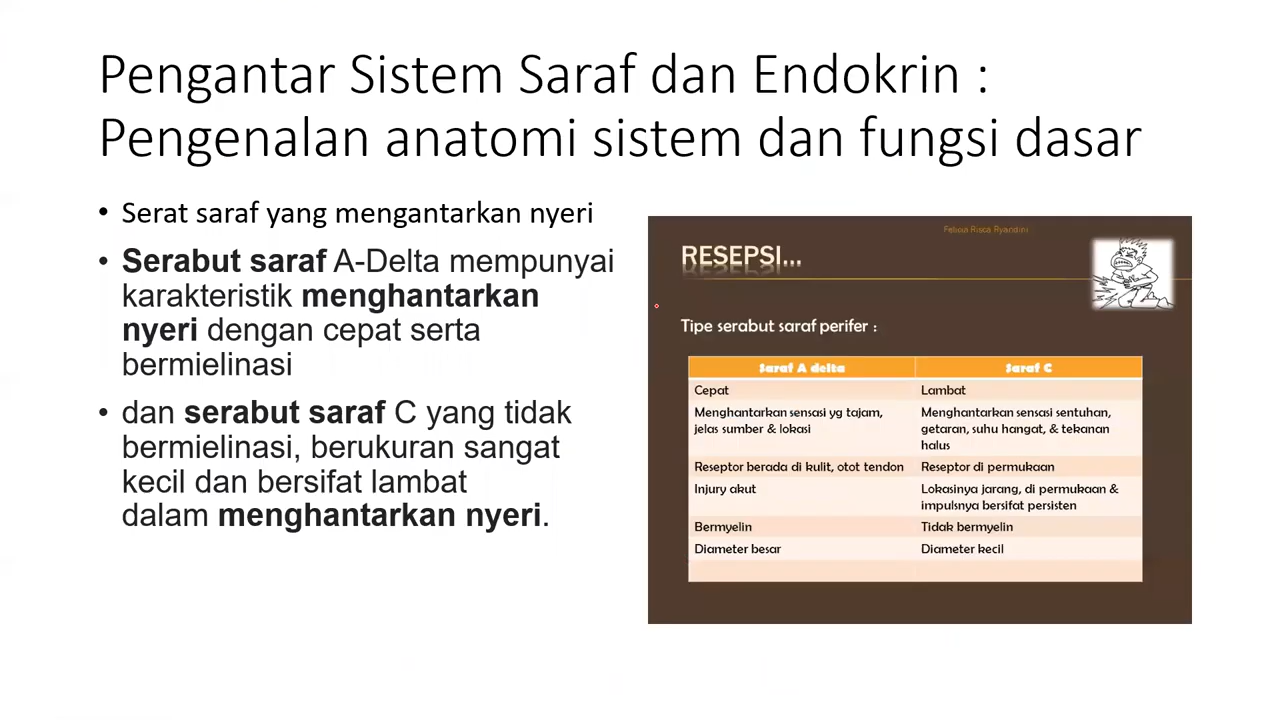 Pengantar Sistem Saraf dan Endokrin :
Pengenalan anatomi sistem dan fungsi dasar
• Serat saraf yang mengantarkan nyeri
• Serabut saraf A-Delta mempunyai
karakteristik menghantarkan
nyeri dengan cepat serta
bermielinasi
• dan serabut saraf C yang tidak
bermielinasi, berukuran sangat
kecil dan bersifat lambat
dalam menghantarkan nyeri.
Felicia Risca Ryandini
RESEPSI...
Tipe serabut saraf perifer :
Saraf A delta
Saraf C
Cepat
Lambat
Menghantarkan sensasi yg tajam,
jelas sumber & lokasi
Menghantarkan sensasi sentuhan,
getaran, suhu hangat, & tekanan
halus
Reseptor berada di kulit, otot tendon
Reseptor di permukaan
Injury akut
Lokasinya jarang, di permukaan &
impulsnya bersifat persisten
Bermyelin
Tidak bermyelin
Diameter besar
Diameter kecil